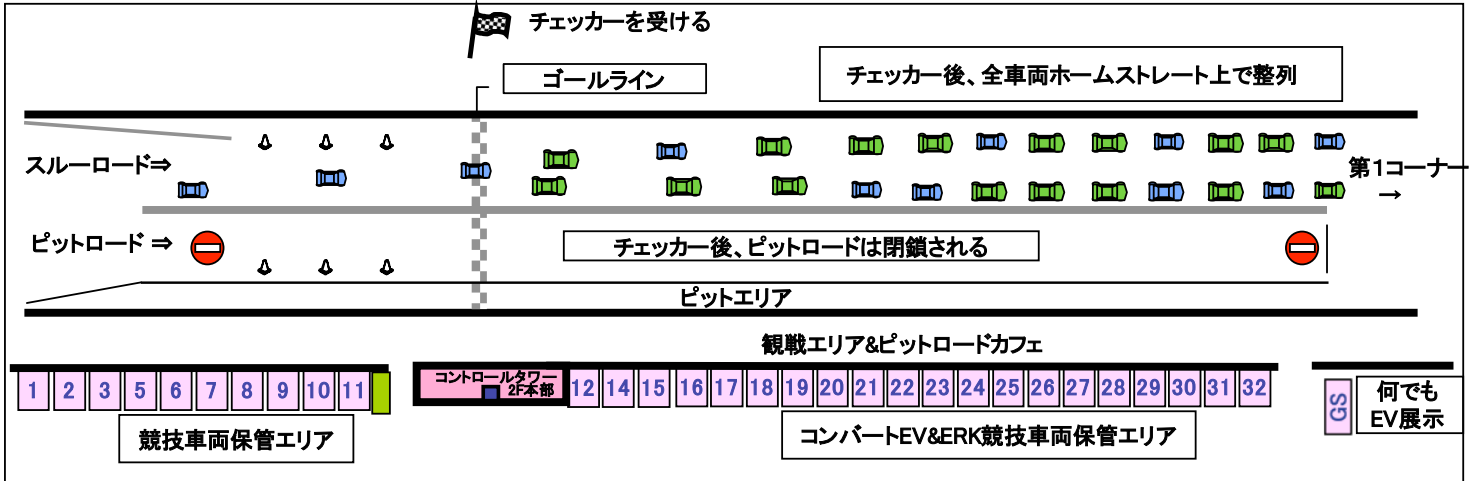 チェッカーを受ける
ゴールライン
チェッカー後、全車両ホームストレート上で整列
スルーロード⇒
第1コーナー
→
ピットロード ⇒
チェッカー後、ピットロードは閉鎖される
ピットエリア
観戦エリア&ピットロードカフェ
1 2 3 5 6 7 8 9 10 11
コントロールタワー
2F本部
12 14 15 16 17 18 19 20 21 22 23 24 25 26 27 28 29 30 31 32
GS
何でも
EV展示
競技車両保管エリア
コンバートEV&ERK競技車両保管エリア